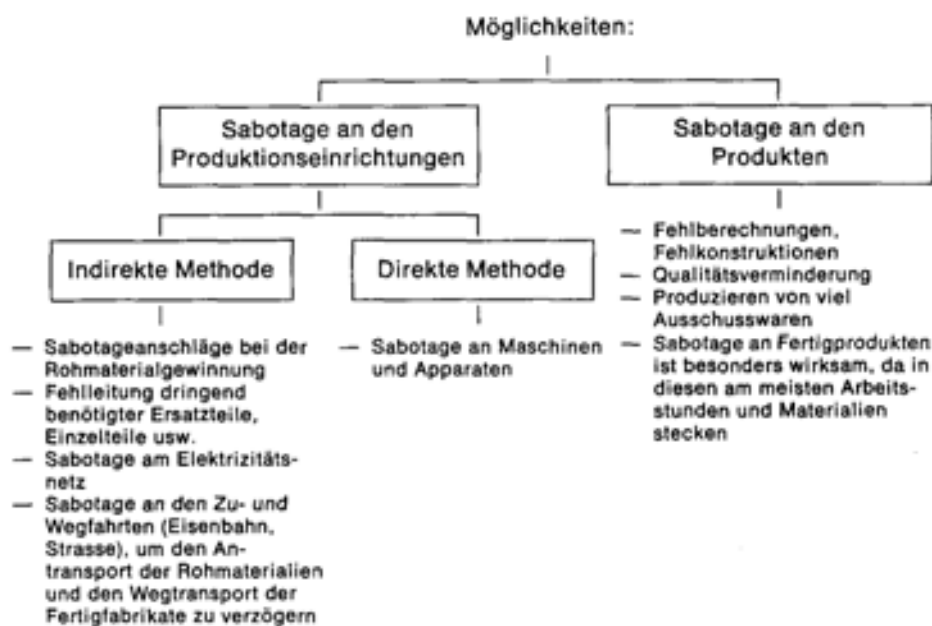 Möglichkeiten:
Sabotage an den
Produktionseinrichtungen
Sabotage an den
Produkten
Indirekte Methode
Direkte Methode
— Sabotageanschläge bei der
Rohmaterialgewinnung
— Fehlleitung dringend
benötigter Ersatzteile,
Einzelteile usw.
— Sabotage am Elektrizitäts-
netz
— Sabotage an den Zu- und
Wegfahrten (Eisenbahn,
Strasse), um den An-
transport der Rohmaterialien
und den Wegtransport der
Fertigfabrikate zu verzögern
— Sabotage an Maschinen
und Apparaten
— Fehlberechnungen,
Fehlkonstruktionen
— Qualitätsverminderung
— Produzieren von viel
Ausschusswaren
— Sabotage an Fertigprodukten
ist besonders wirksam, da in
diesen am meisten Arbeits-
stunden und Materialien
stecken